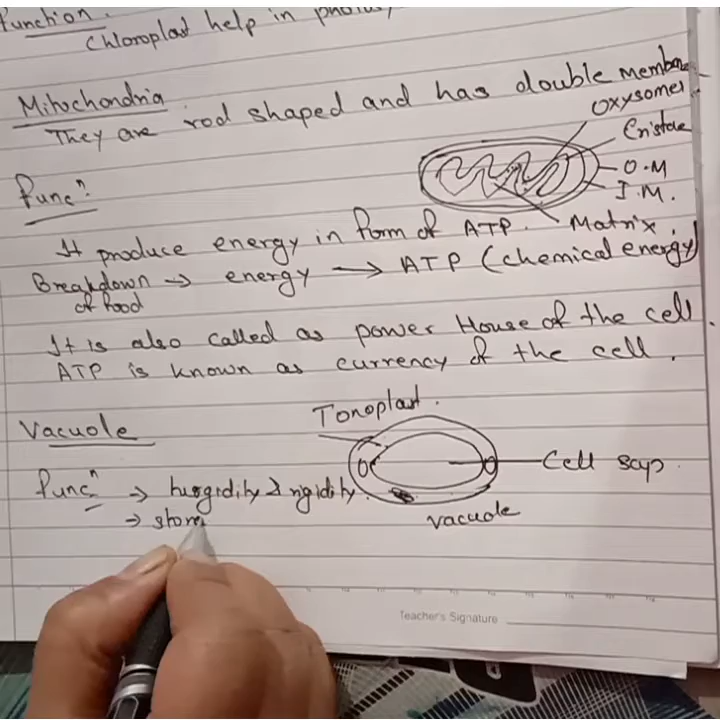 Function.
Chloroplast help in
Mitochondria
They are rod shaped and has double Membrane
Oxysomes
Cristae
O.M
I.M.
Matrix.
Func^n:
It produce energy in form of ATP.
Breakdown → energy → ATP (chemical energy)
of food
It is also called as power House of the cell.
ATP is known as currency of the cell.
Vacuole
Tonoplast.
Func^n → turgidity & rigidity.
Cell sap.
→ store
vacuole
Teacher's Signature